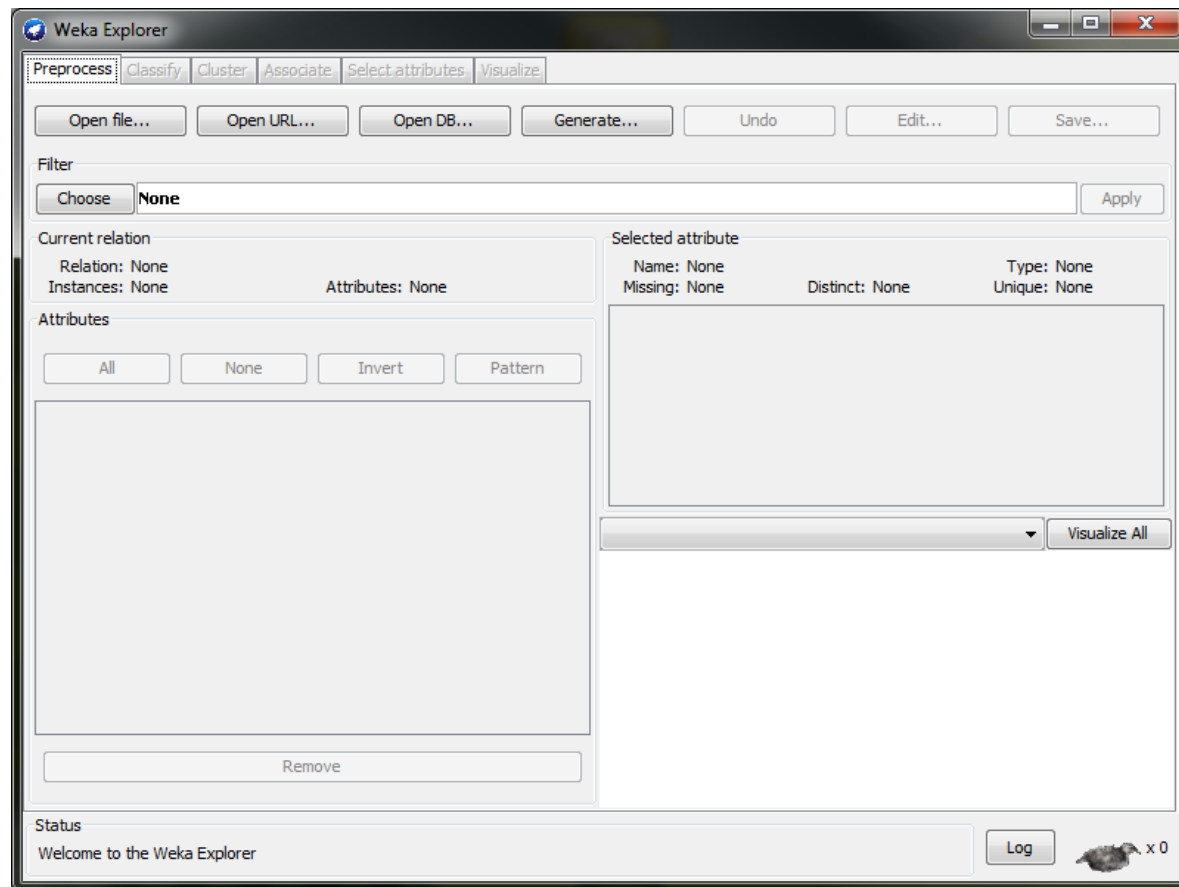 Weka Explorer
Preprocess Classify Cluster Associate Select attributes Visualize
Open file... Open URL... Open DB... Generate... Undo Edit... Save...
Filter
Choose None Apply
Current relation
Relation: None
Instances: None Attributes: None
Selected attribute
Name: None Type: None
Missing: None Distinct: None Unique: None
Attributes
All None Invert Pattern
Visualize All
Remove
Status
Welcome to the Weka Explorer
Log x 0